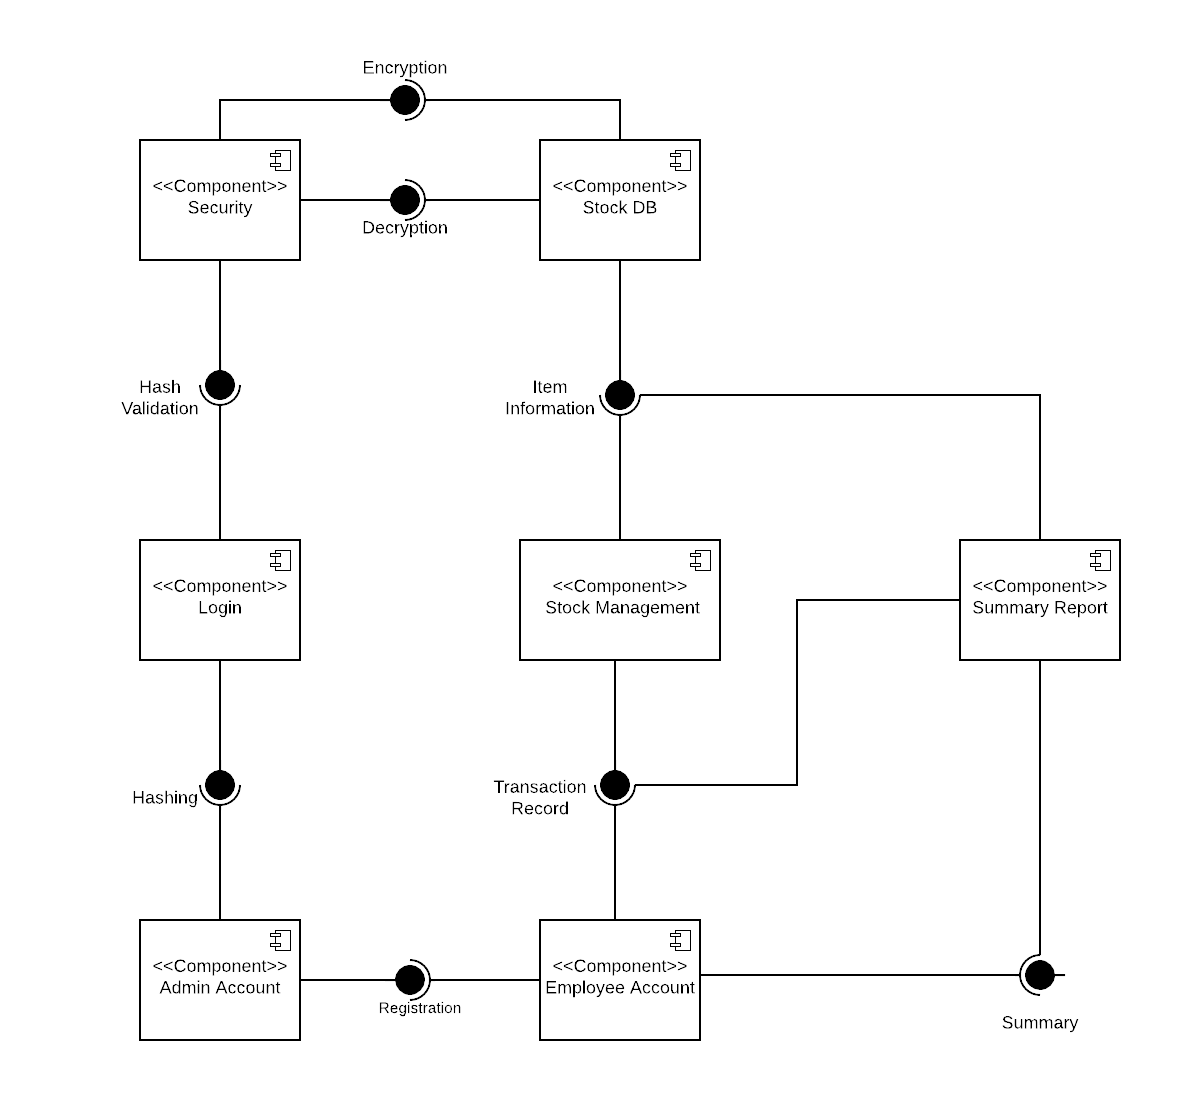 Encryption
<<Component>>
Security
<<Component>>
Stock DB
Decryption
Hash
Validation
Item
Information
<<Component>>
Login
<<Component>>
Stock Management
<<Component>>
Summary Report
Hashing
Transaction
Record
<<Component>>
Admin Account
<<Component>>
Employee Account
Registration
Summary